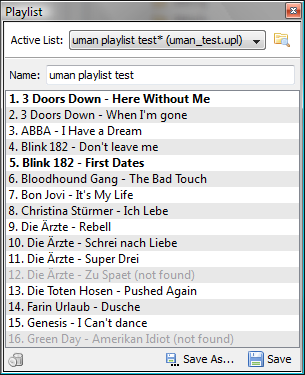 Playlist
Active List: uman playlist test* (uman_test.upl)
Name: uman playlist test
1. 3 Doors Down - Here Without Me
2. 3 Doors Down - When I'm gone
3. ABBA - I Have a Dream
4. Blink 182 - Don't leave me
5. Blink 182 - First Dates
6. Bloodhound Gang - The Bad Touch
7. Bon Jovi - It's My Life
8. Christina Stürmer - Ich Lebe
9. Die Ärzte - Rebell
10. Die Ärzte - Schrei nach Liebe
11. Die Ärzte - Super Drei
12. Die Ärzte - Zu Spaet (not found)
13. Die Toten Hosen - Pushed Again
14. Farin Urlaub - Dusche
15. Genesis - I Can't dance
16. Green Day - Amerikan Idiot (not found)
Save As... Save